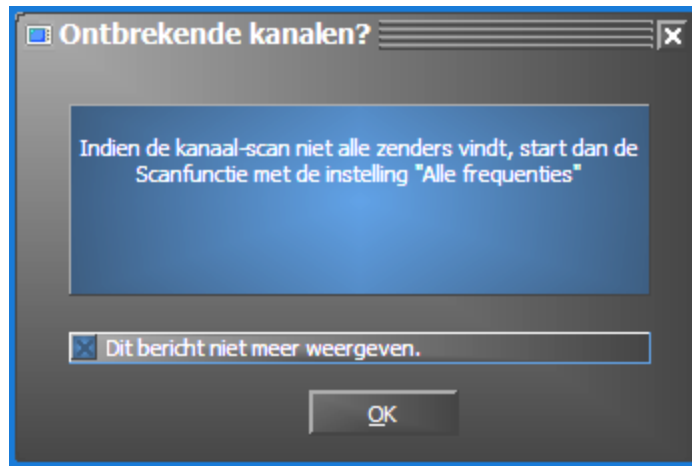 Ontbrekende kanalen?
Indien de kanaal-scan niet alle zenders vindt, start dan de
Scanfunctie met de instelling "Alle frequenties"
Dit bericht niet meer weergeven.
OK